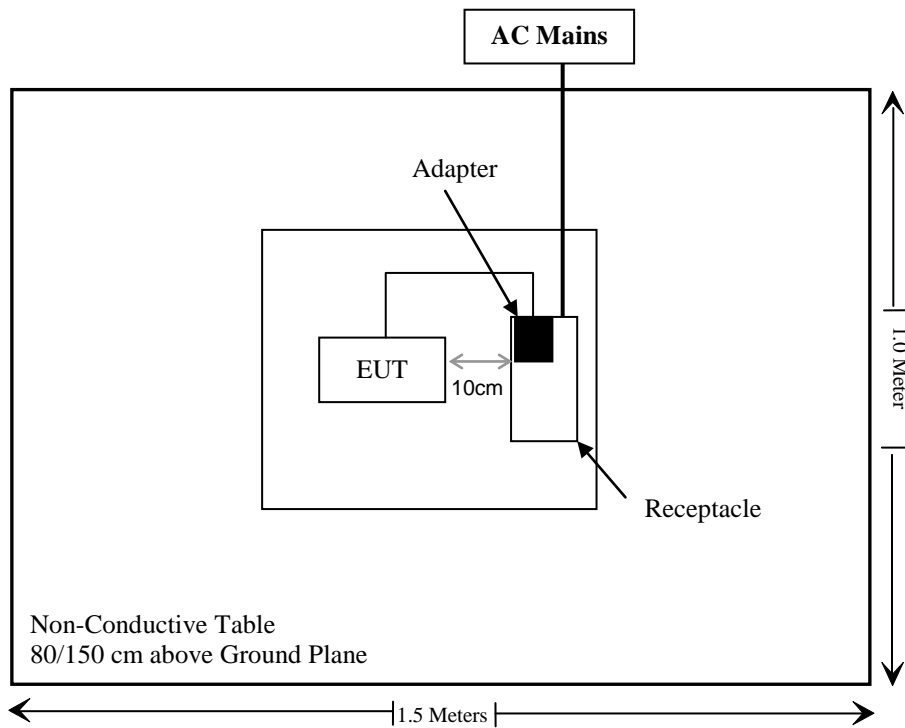 AC Mains
Adapter
EUT
10cm
1.0 Meter
Receptacle
Non-Conductive Table
80/150 cm above Ground Plane
1.5 Meters